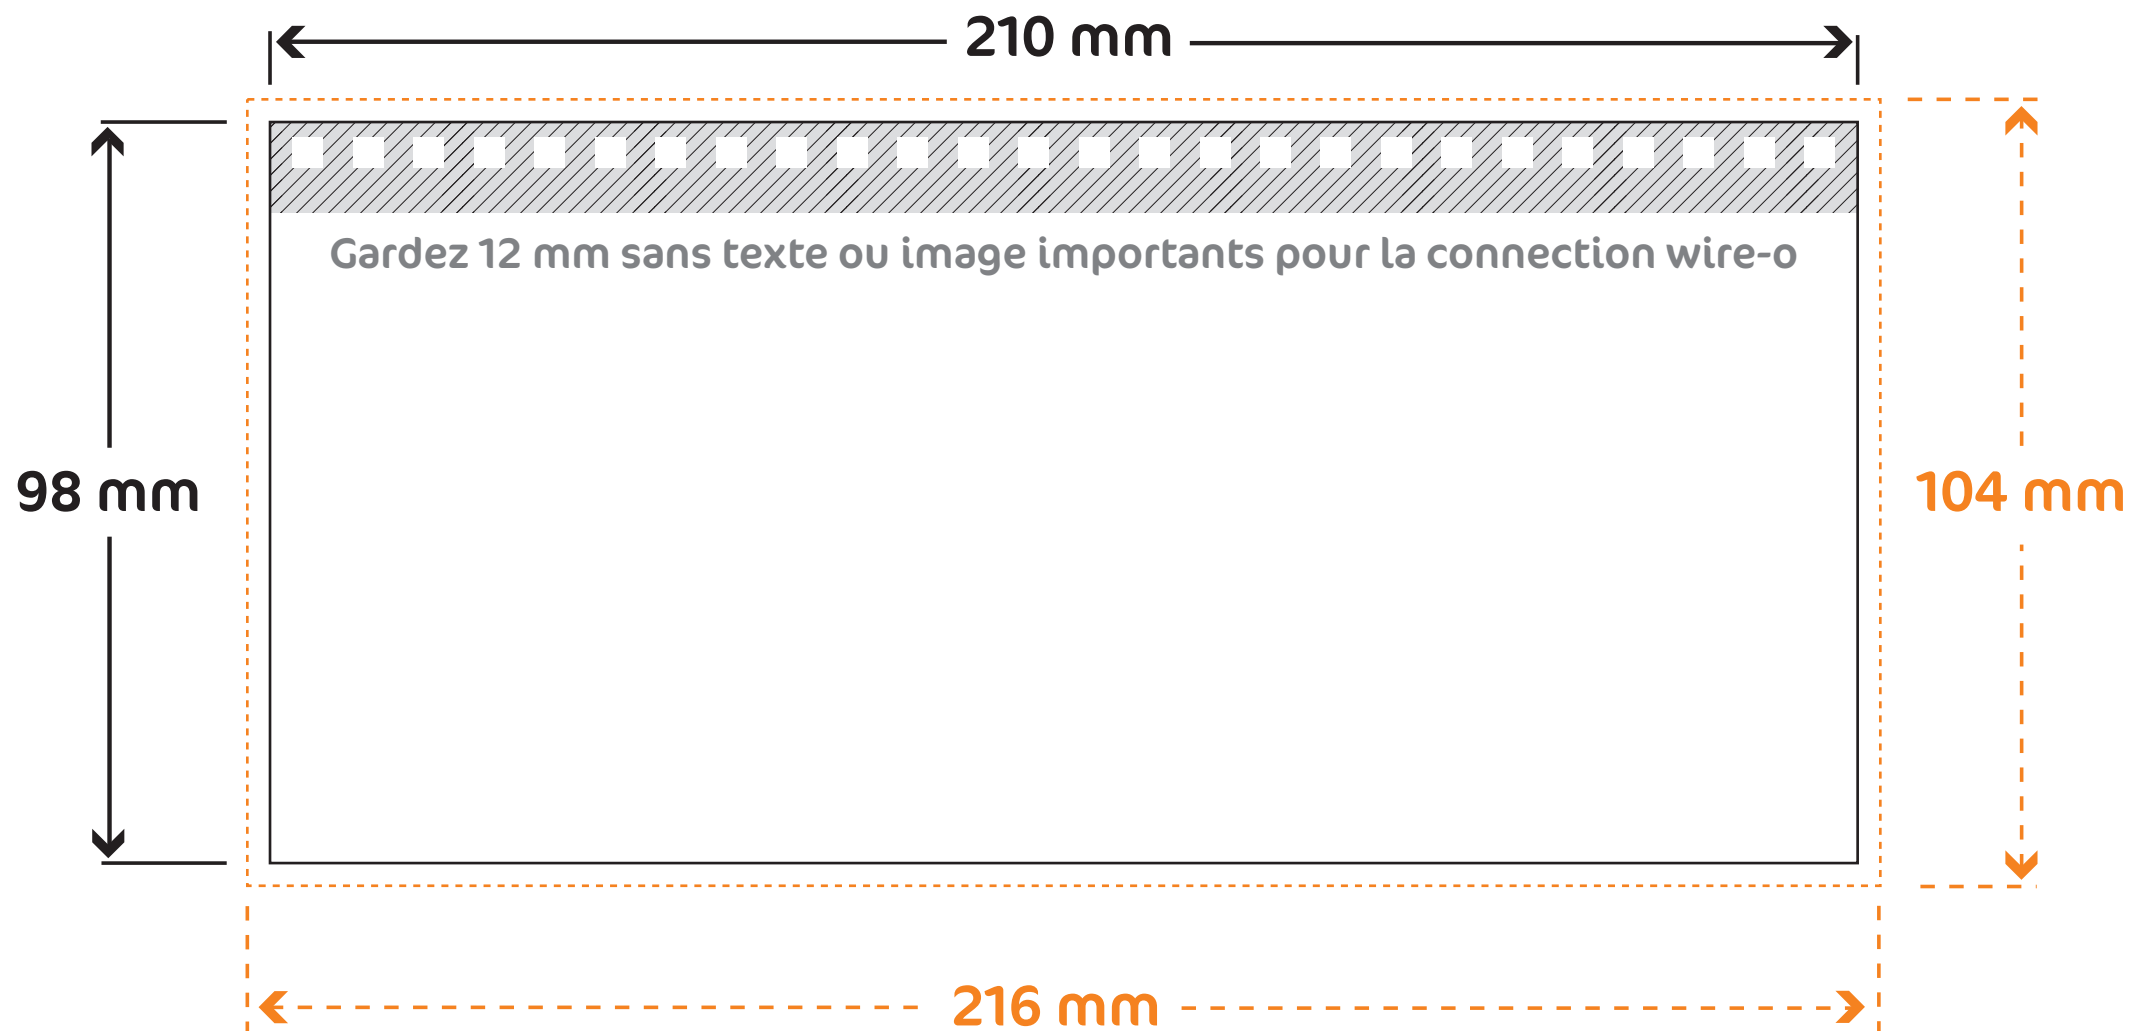 210 mm
Gardez 12 mm sans texte ou image importants pour la connection wire-o
98 mm
104 mm
216 mm